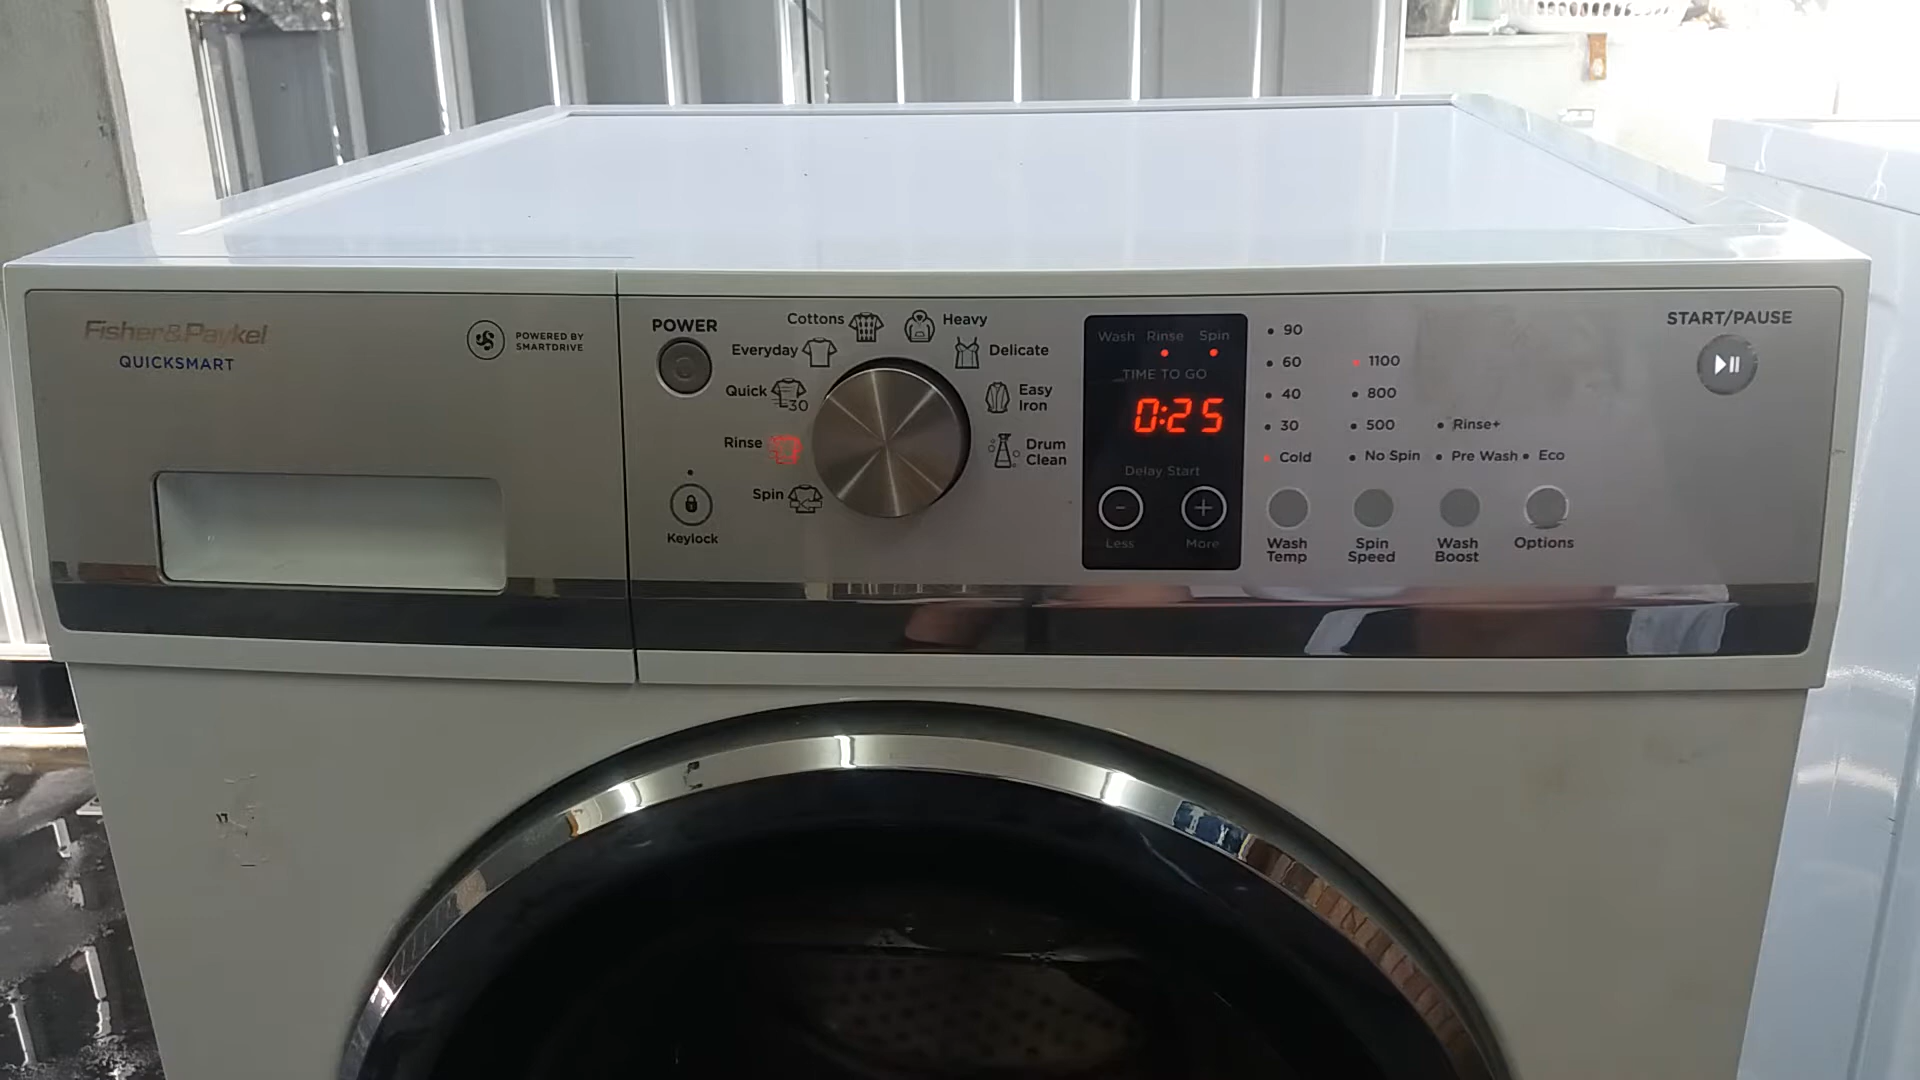 Fisher&Paykel
QUICKSMART
POWERED BY
SMARTDRIVE
POWER
Keylock
Cottons
Everyday
Quick
30
Rinse
Spin
Heavy
Delicate
Easy
Iron
Drum
Clean
Wash Rinse Spin
TIME TO GO
0:25
Delay Start
- +
Less More
90
60
40
30
Cold
Wash
Temp
1100
800
500
No Spin
Spin
Speed
Rinse+
Pre Wash
Wash
Boost
Eco
Options
START/PAUSE